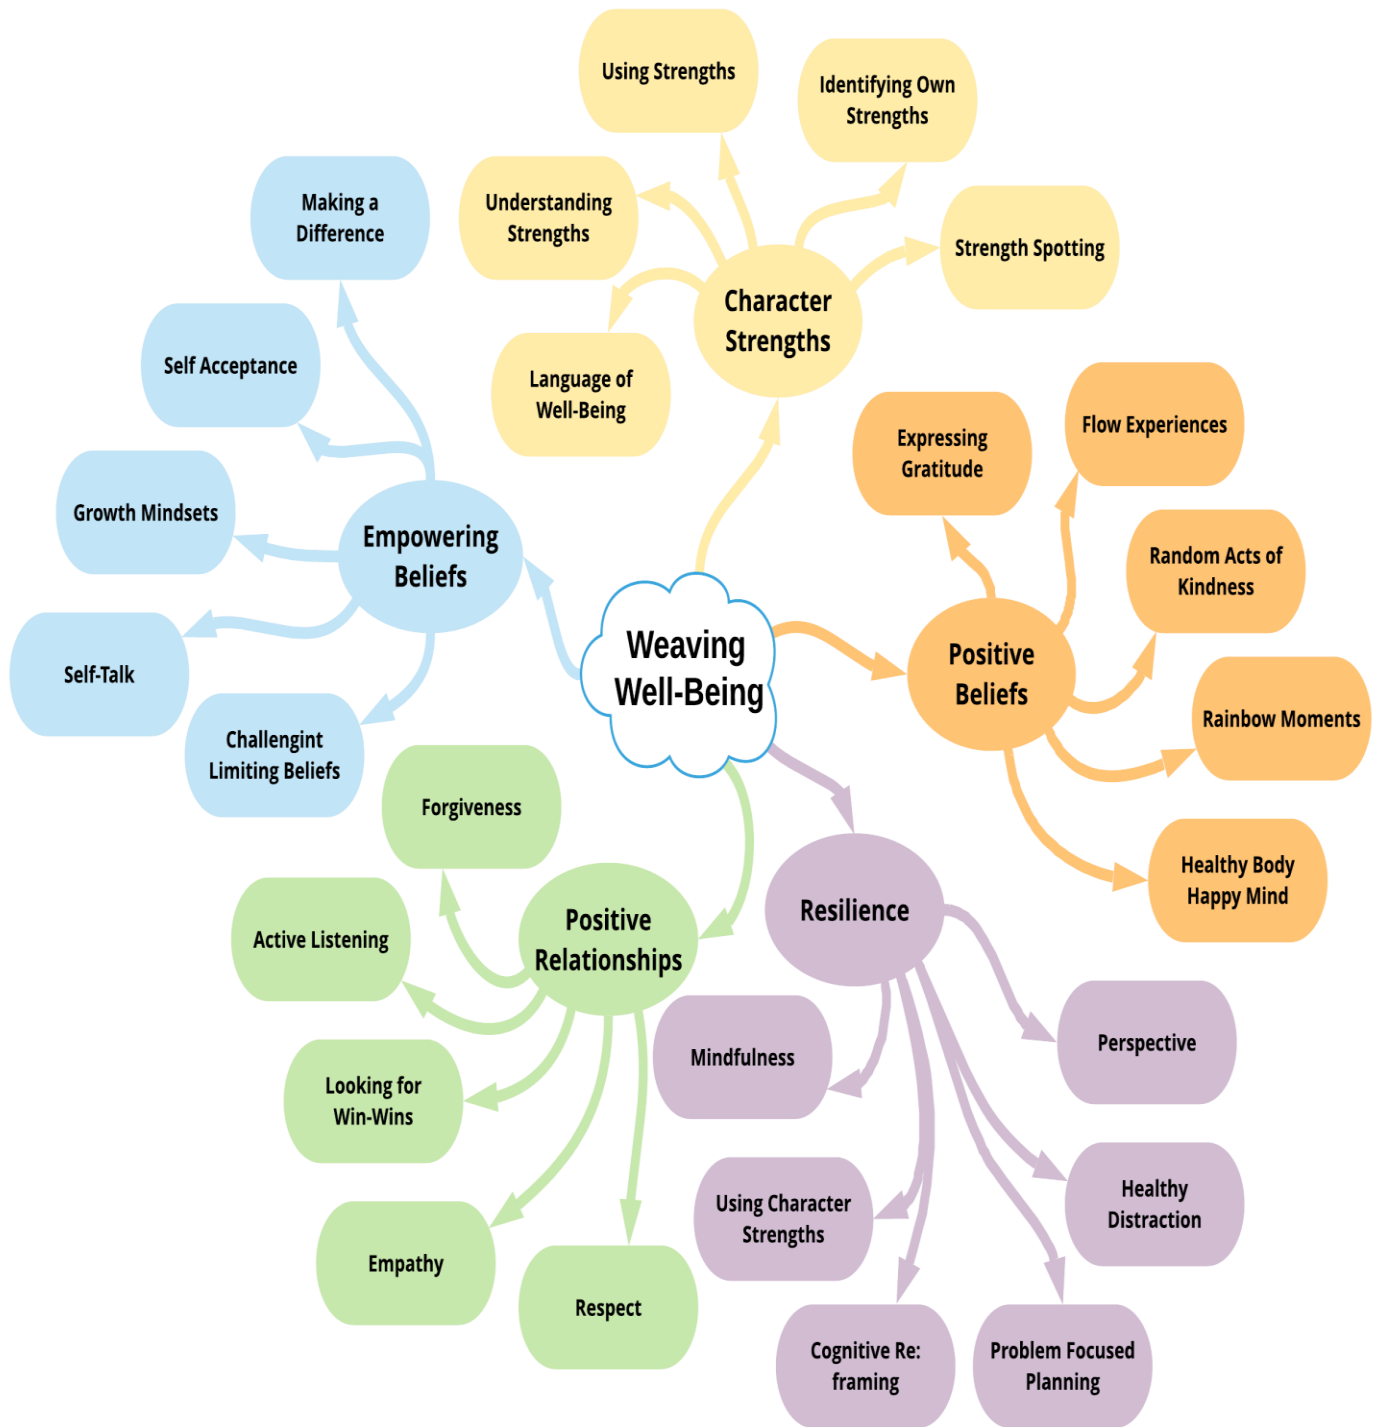 Using Strengths
Identifying Own
Strengths
Making a
Difference
Understanding
Strengths
Strength Spotting
Character
Strengths
Self Acceptance
Language of
Well-Being
Expressing
Gratitude
Flow Experiences
Growth Mindsets
Empowering
Beliefs
Random Acts of
Kindness
Weaving
Well-Being
Positive
Beliefs
Self-Talk
Rainbow Moments
Challengint
Limiting Beliefs
Forgiveness
Healthy Body
Happy Mind
Active Listening
Positive
Relationships
Resilience
Mindfulness
Perspective
Looking for
Win-Wins
Using Character
Strengths
Healthy
Distraction
Empathy
Respect
Cognitive Re:
framing
Problem Focused
Planning